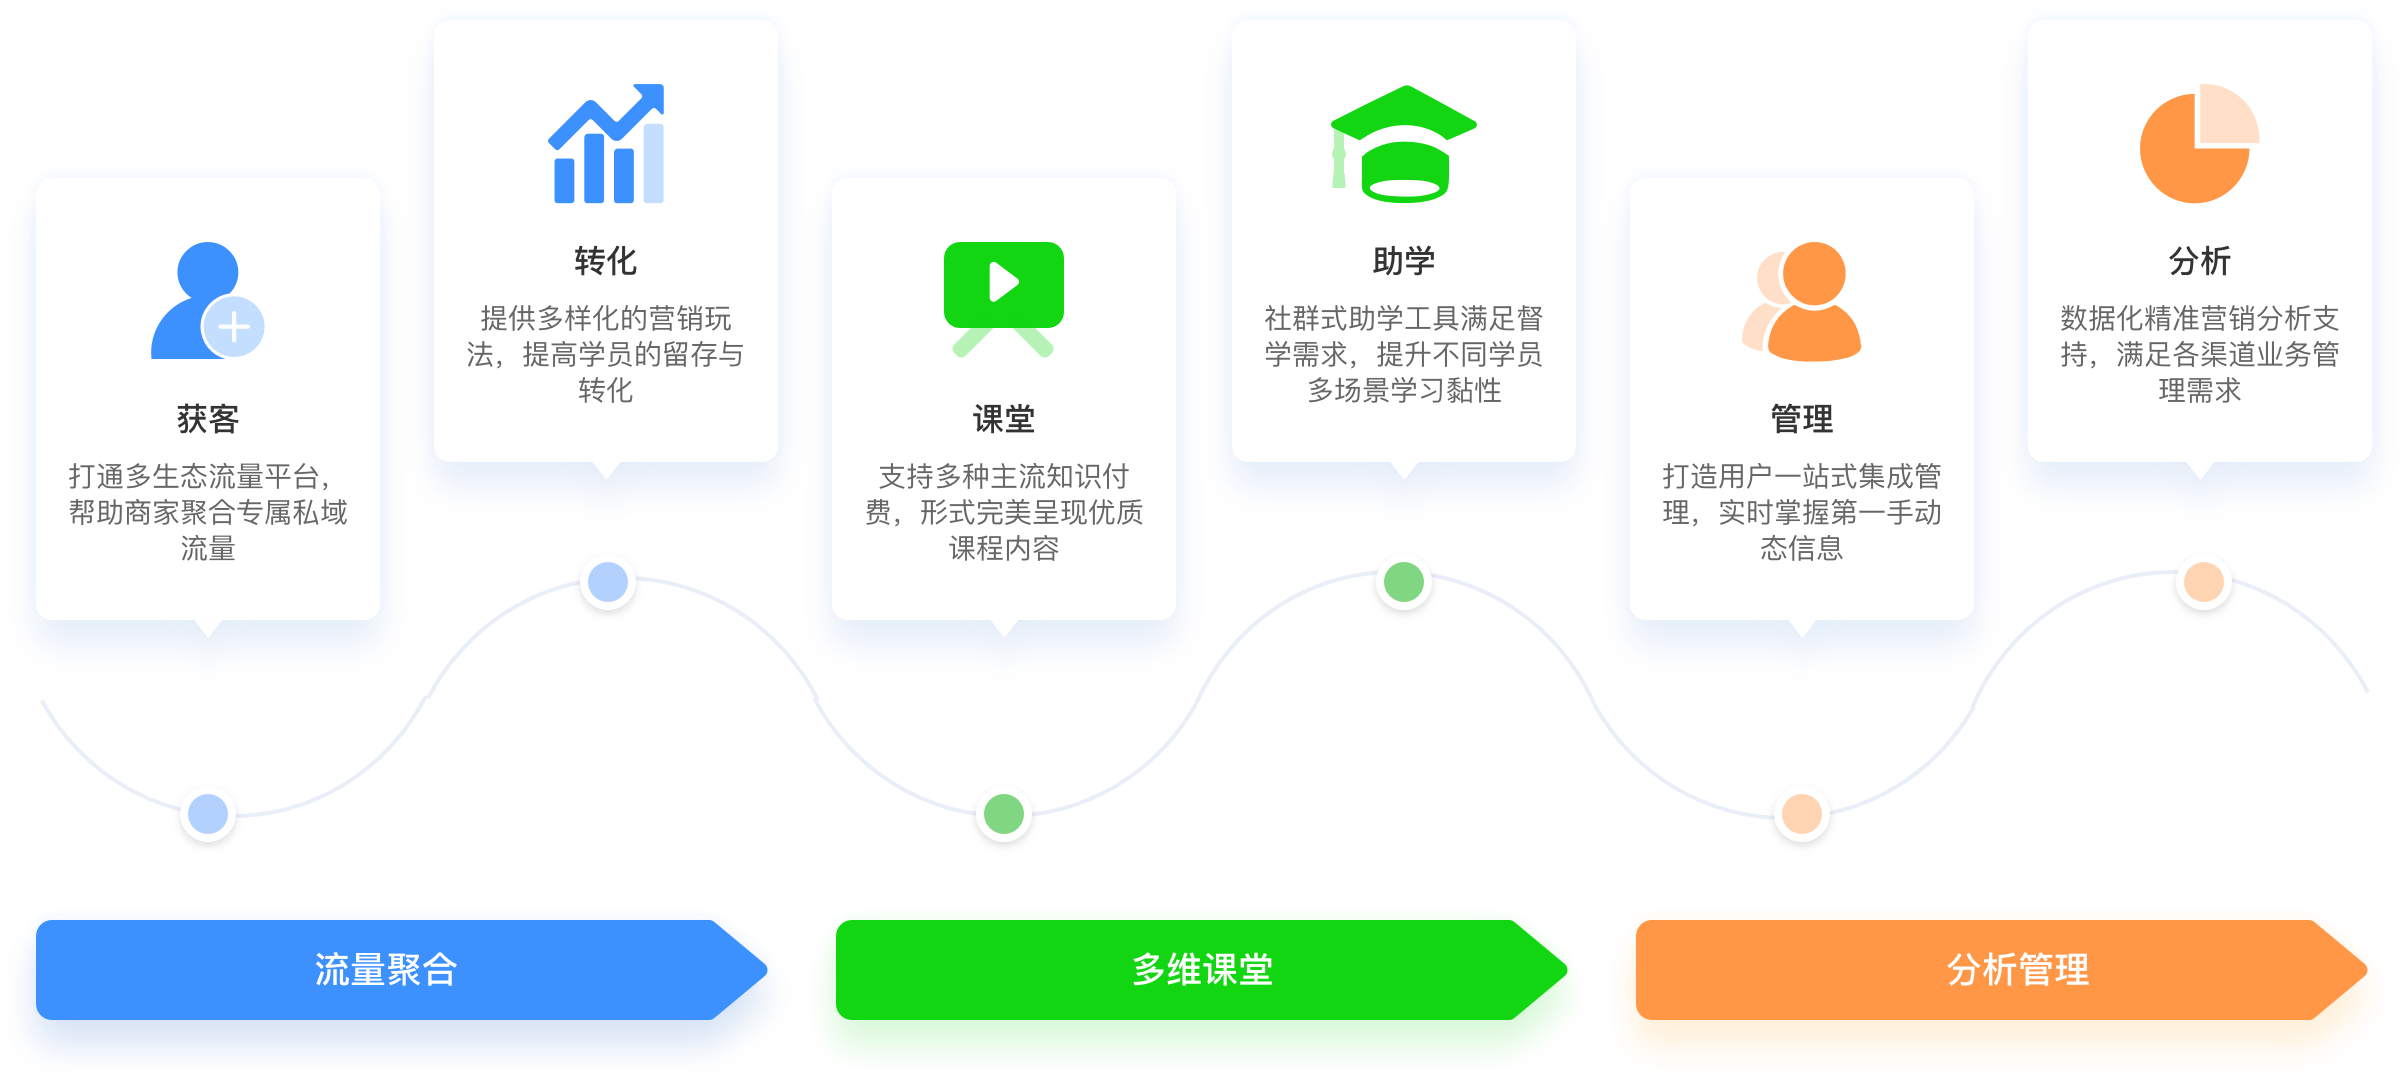 获客
打通多生态流量平台，
帮助商家聚合专属私域
流量
转化
提供多样化的营销玩
法，提高学员的留存与
转化
课堂
支持多种主流知识付
费，形式完美呈现优质
课程内容
助学
社群式助学工具满足督
学需求，提升不同学员
多场景学习黏性
管理
打造用户一站式集成管
理，实时掌握第一手动
态信息
分析
数据化精准营销分析支
持，满足各渠道业务管
理需求
流量聚合
多维课堂
分析管理